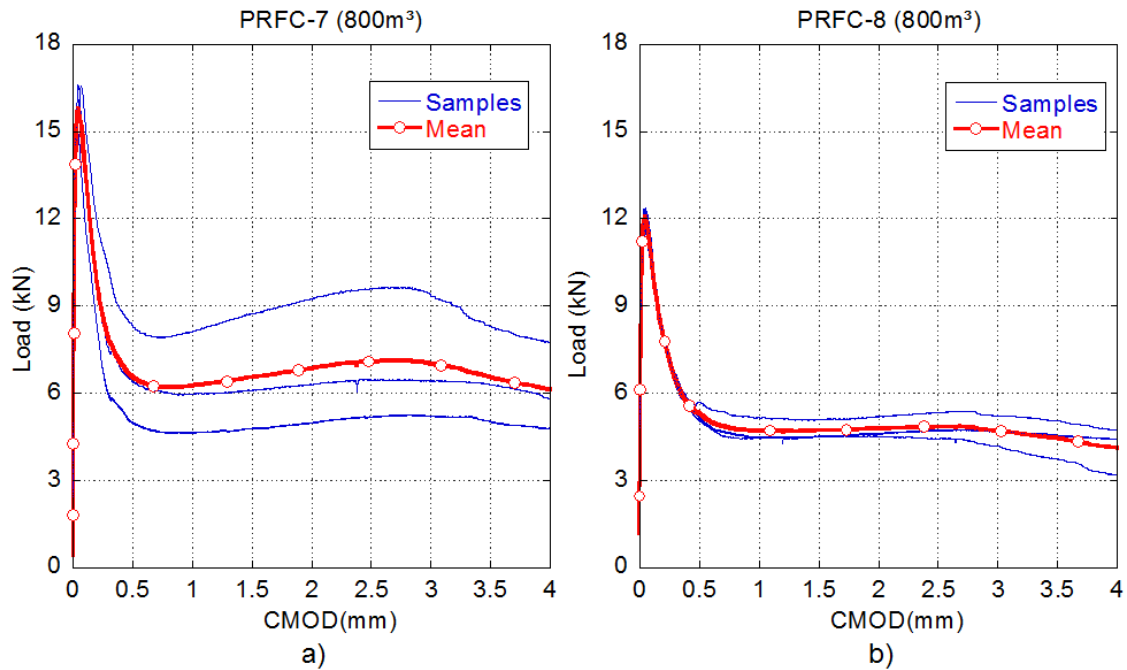 PRFC-7 (800m³)
18
15
12
9
6
3
0
Load (kN)
Samples
Mean
0 0.5 1 1.5 2 2.5 3 3.5 4
CMOD(mm)
a)
PRFC-8 (800m³)
18
15
12
9
6
3
0
Load (kN)
Samples
Mean
0 0.5 1 1.5 2 2.5 3 3.5 4
CMOD(mm)
b)